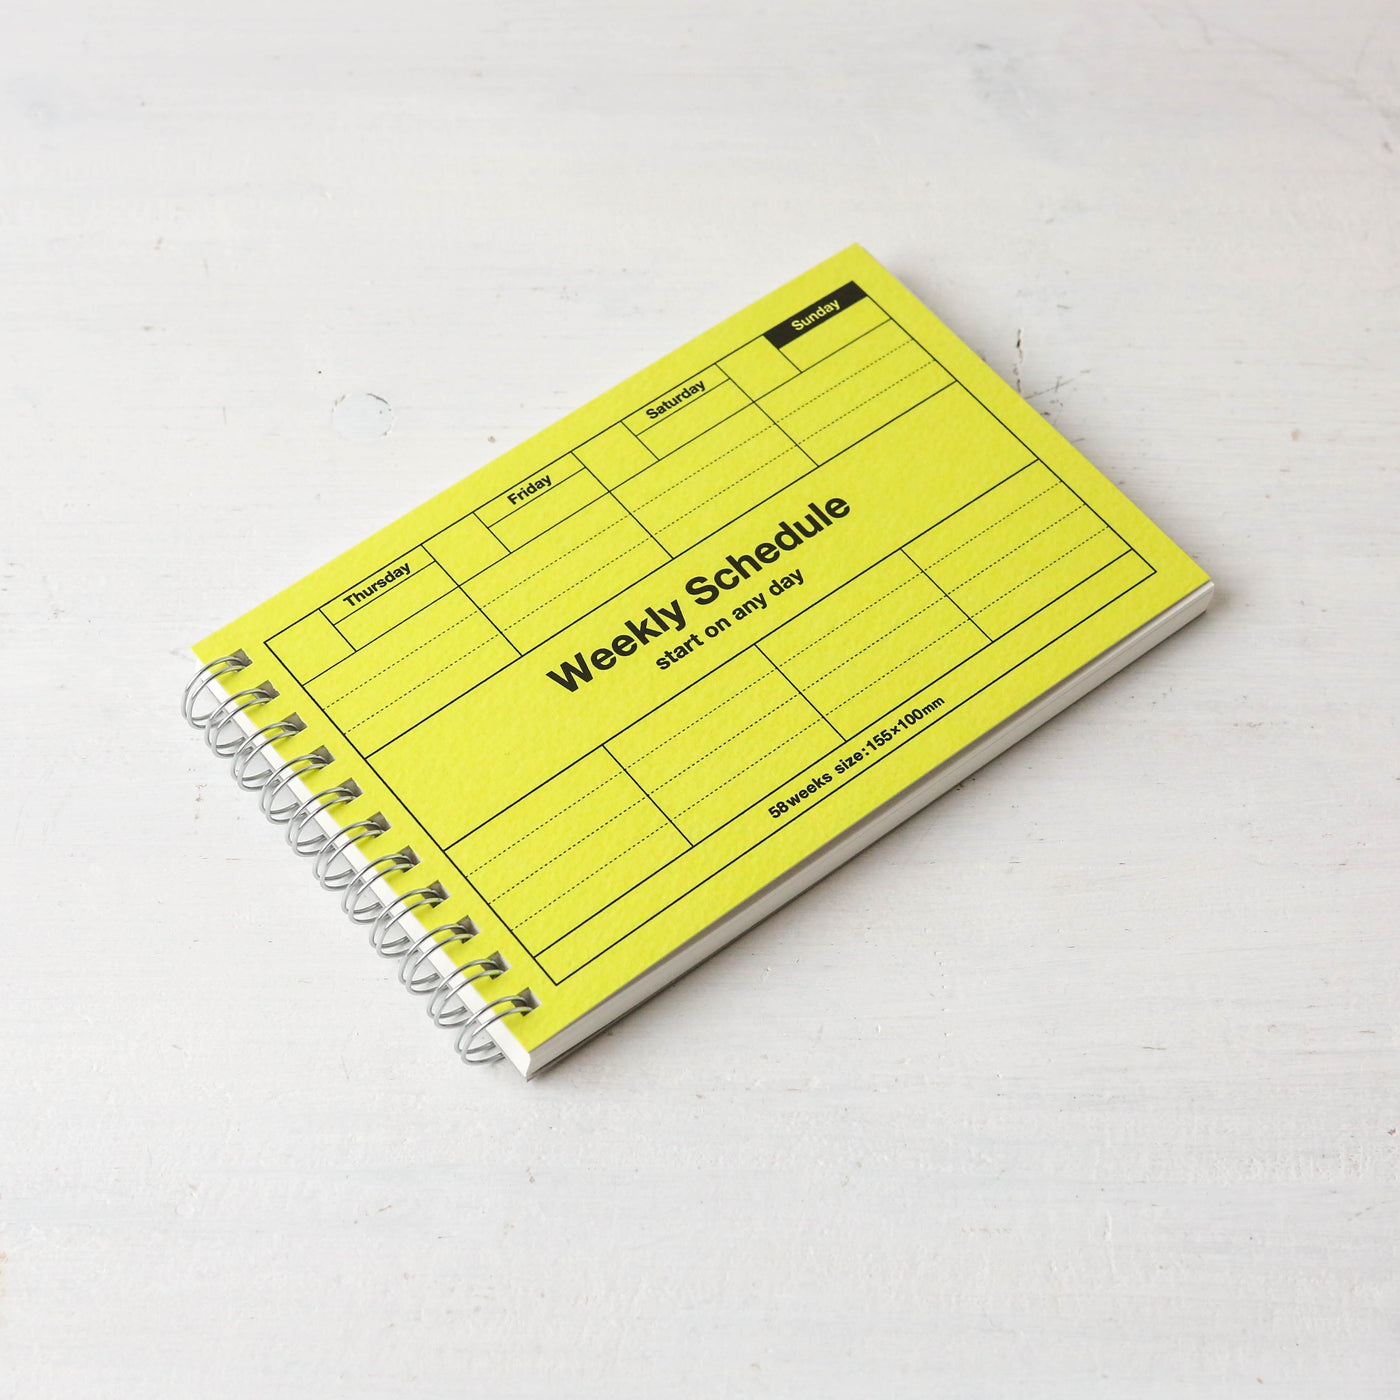 Thursday
Friday
Saturday
Sunday
Weekly Schedule
start on any day
58weeks size:155×100mm